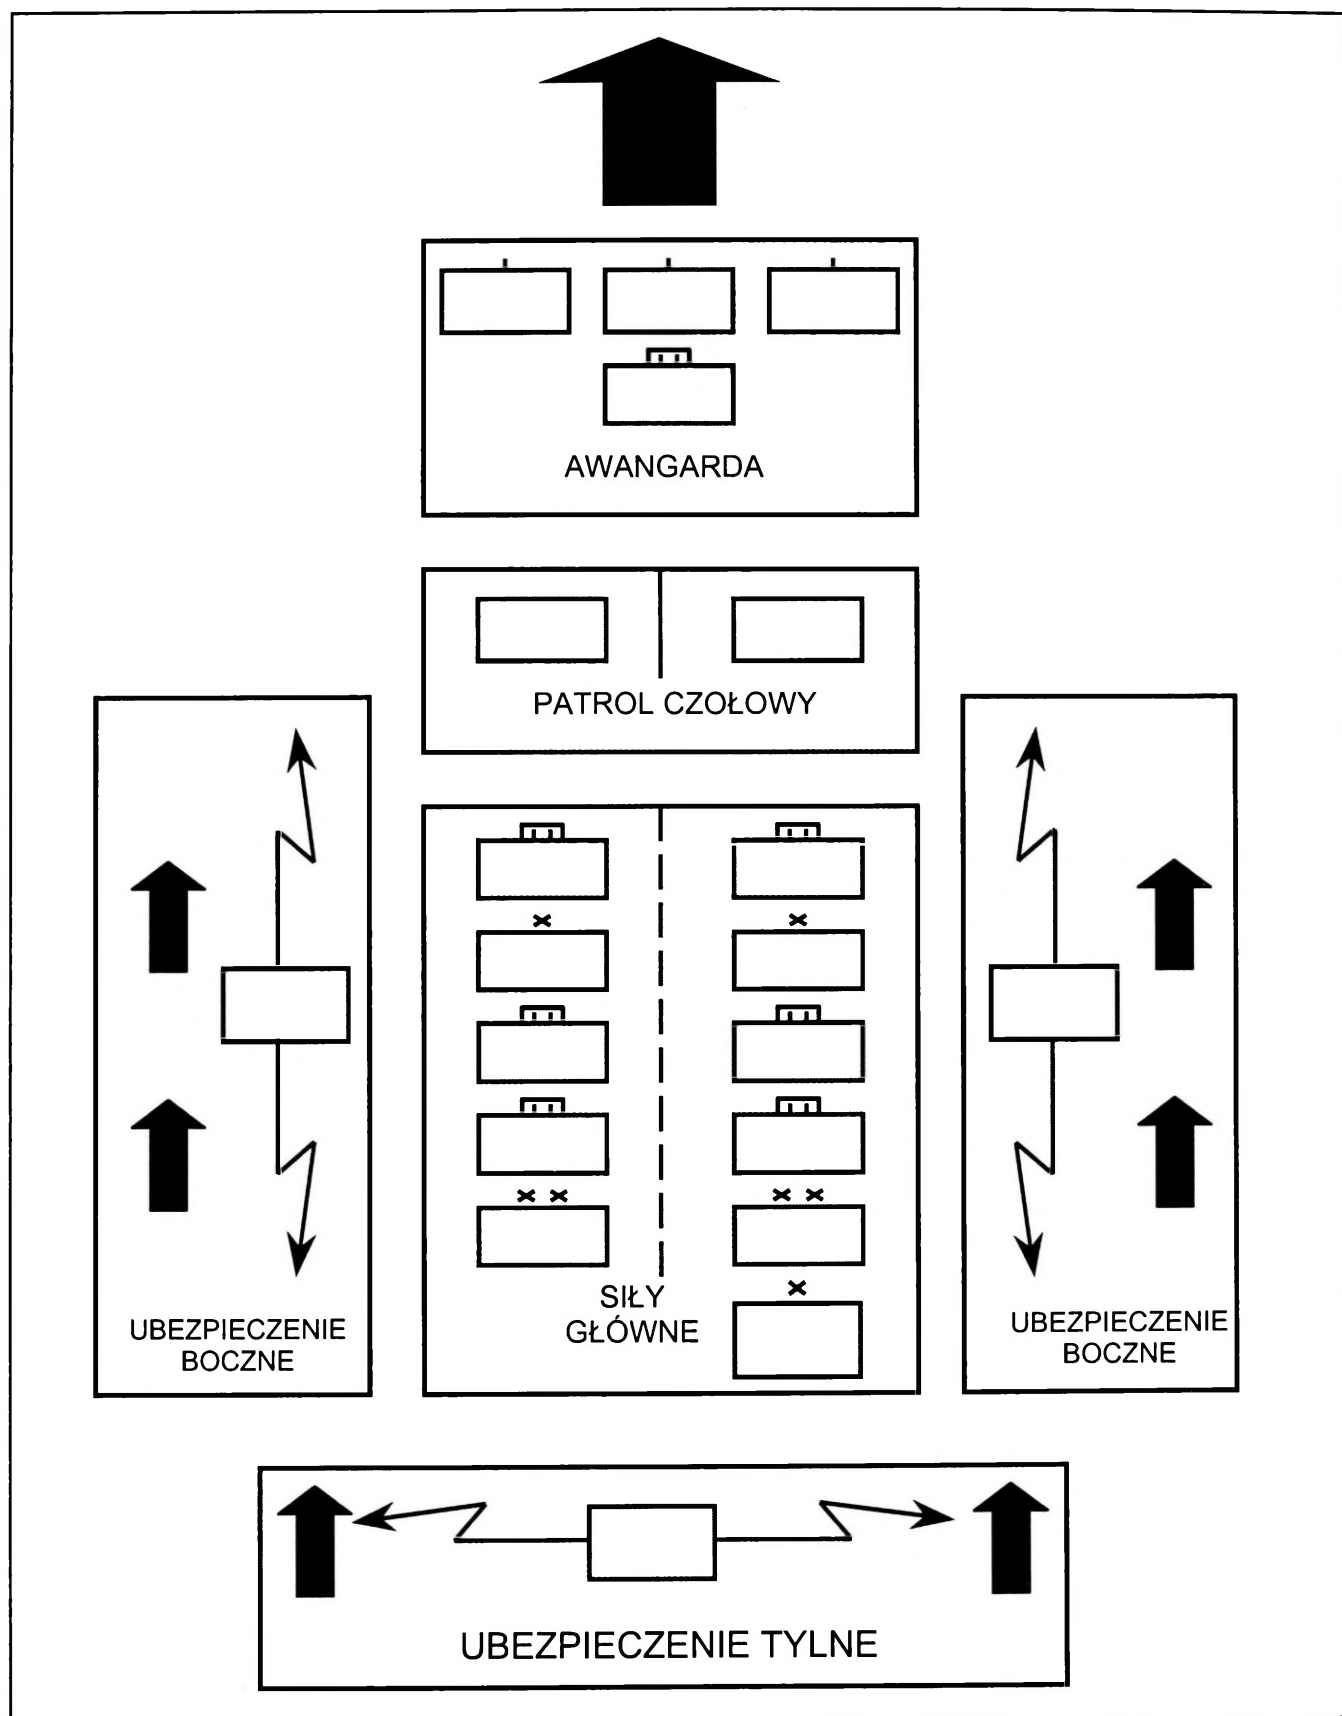 AWANGARDA
PATROL CZOŁOWY
SIŁY
GŁÓWNE
UBEZPIECZENIE
BOCZNE
UBEZPIECZENIE
BOCZNE
UBEZPIECZENIE TYLNE